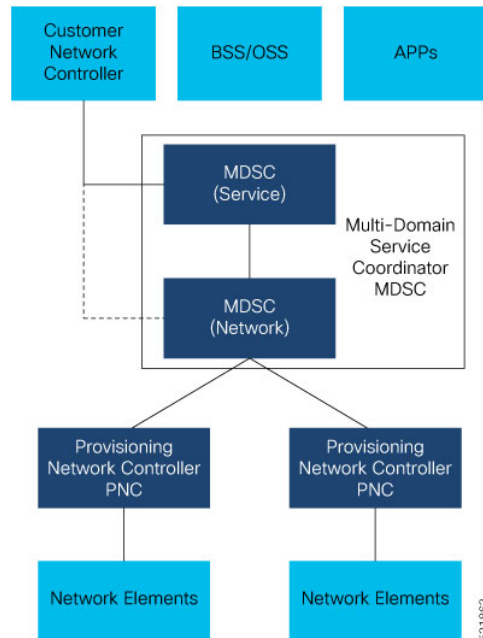 Customer
Network
Controller
BSS/OSS
APPs
MDSC
(Service)
Multi-Domain
Service
Coordinator
MDSC
MDSC
(Network)
Provisioning
Network Controller
PNC
Provisioning
Network Controller
PNC
Network Elements
Network Elements